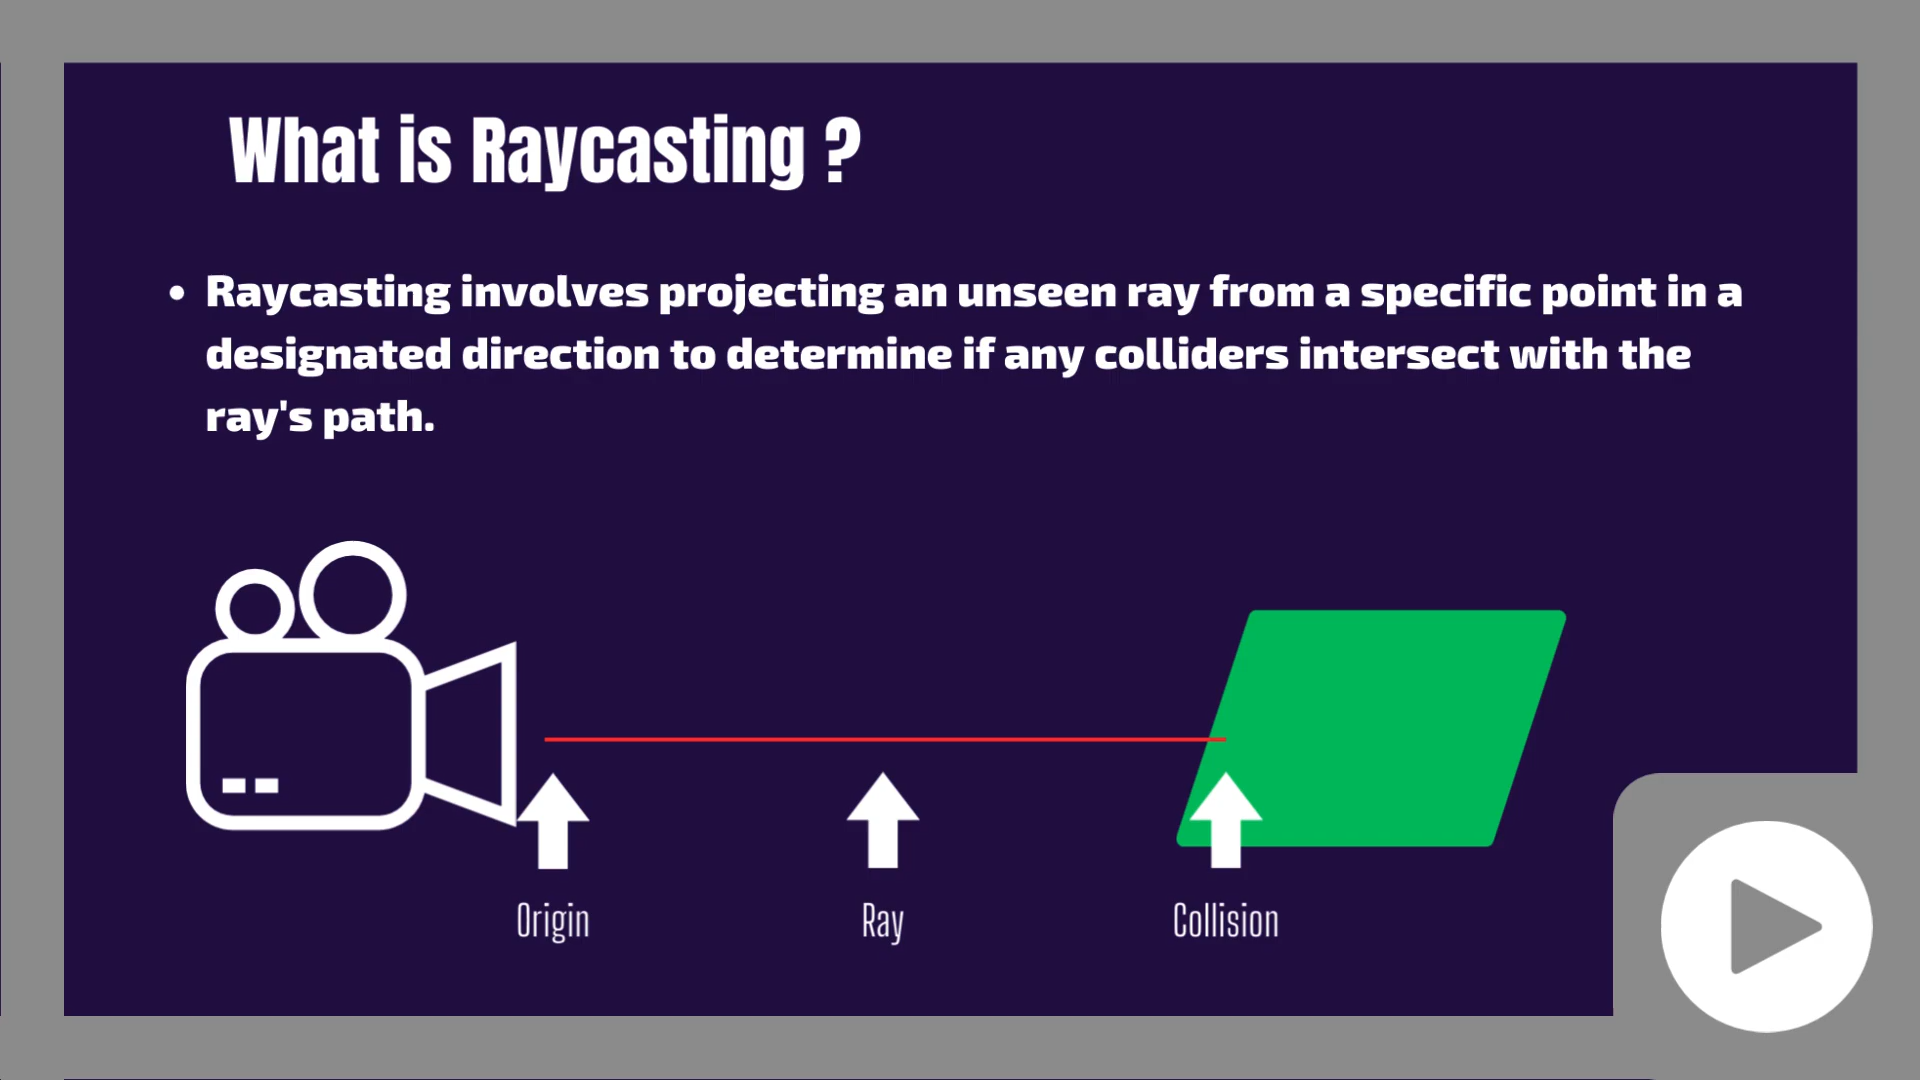 What is Raycasting ?
• Raycasting involves projecting an unseen ray from a specific point in a
designated direction to determine if any colliders intersect with the
ray's path.
Origin
Ray
Collision